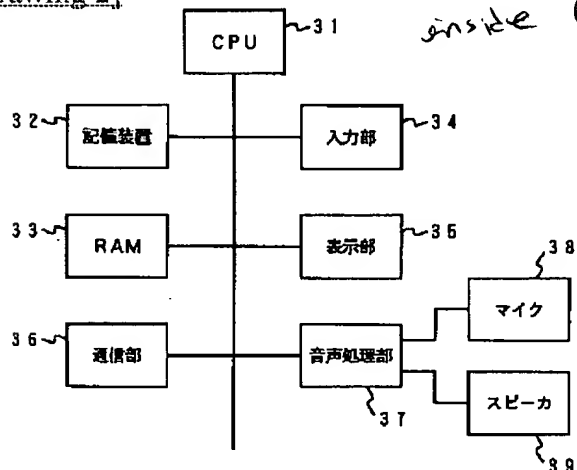 inside
CPU
31
32
記憶装置
34
入力部
33
RAM
35
表示部
38
マイク
36
通信部
音声処理部
37
スピーカ
39